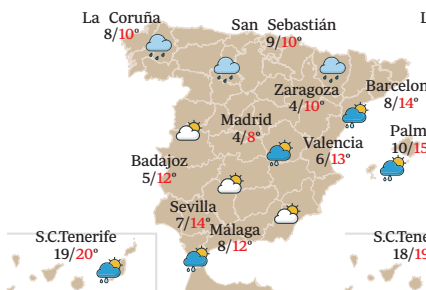 La Coruña
8/10°
San Sebastián
9/10°
L
Zaragoza
4/10°
Barcelon
8/14°
Madrid
4/8°
Valencia
6/13°
Palm
10/15
Badajoz
5/12°
Sevilla
7/14°
Málaga
8/12°
S.C.Tenerife
19/20°
S.C.Tene
18/19